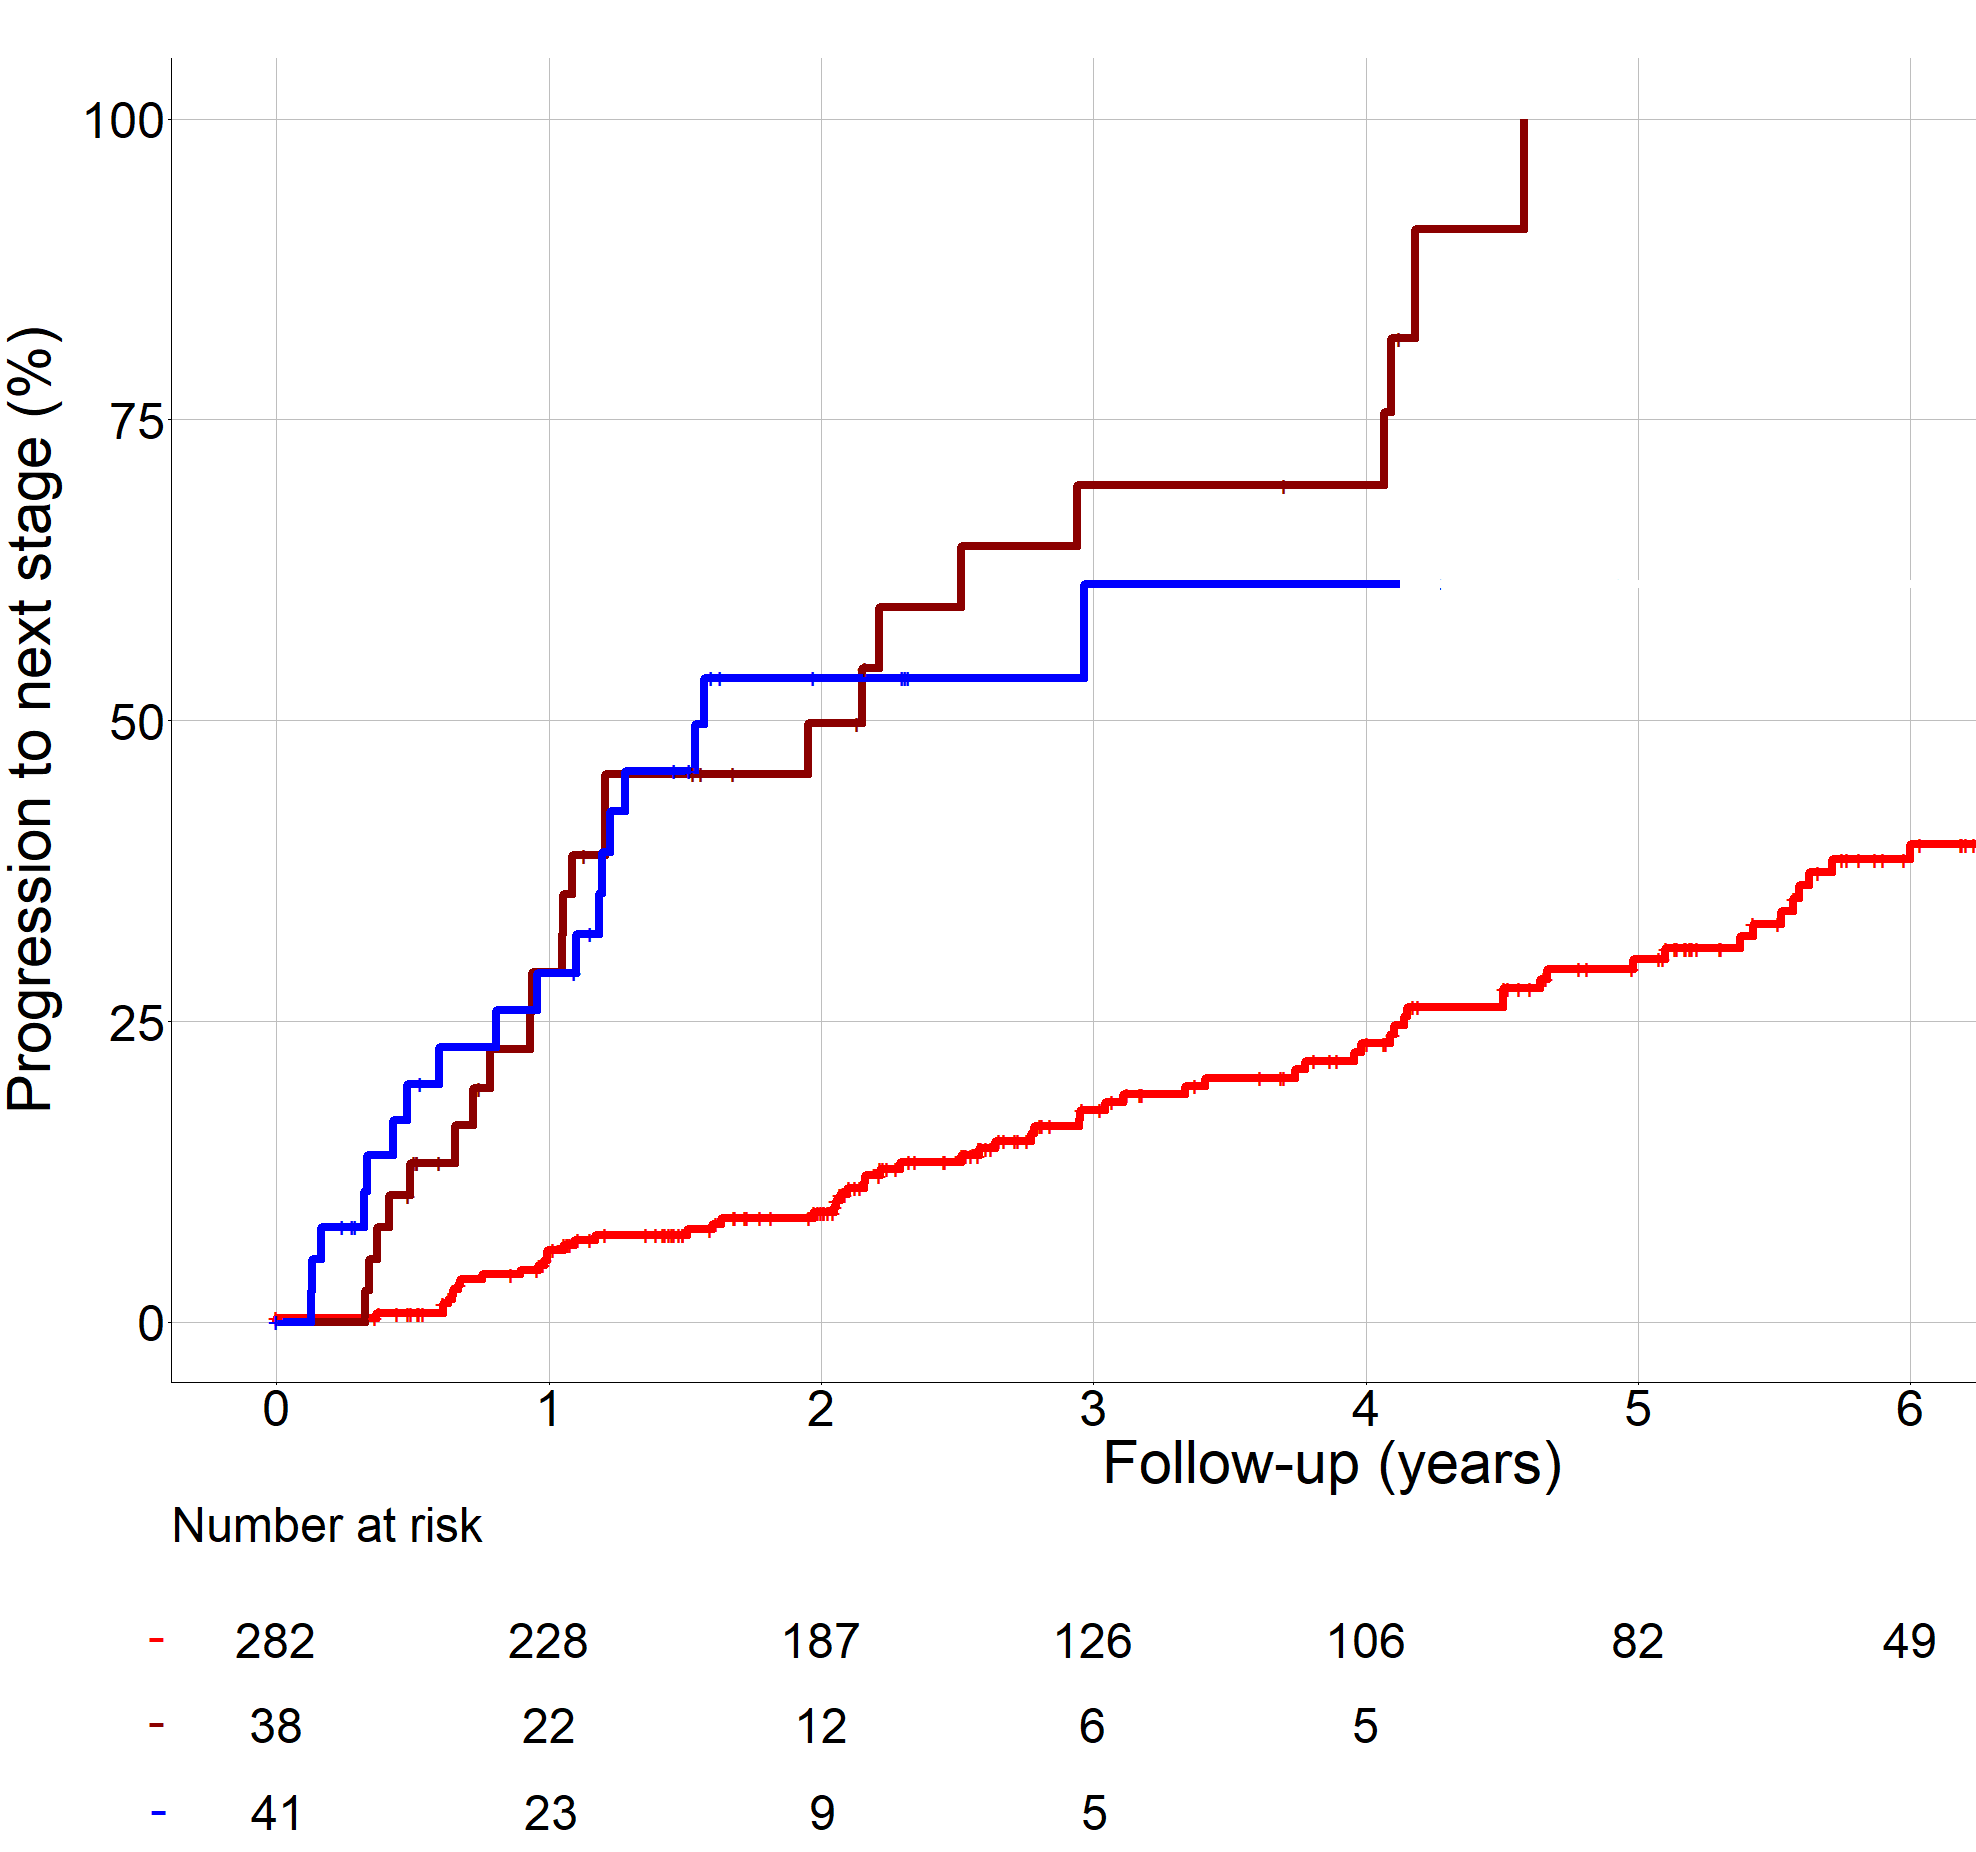 Progression to next stage (%)
100
75
50
25
0
0 1 2 3 4 5 6
Follow-up (years)
Number at risk
- 282 228 187 126 106 82 49
- 38 22 12 6 5
- 41 23 9 5